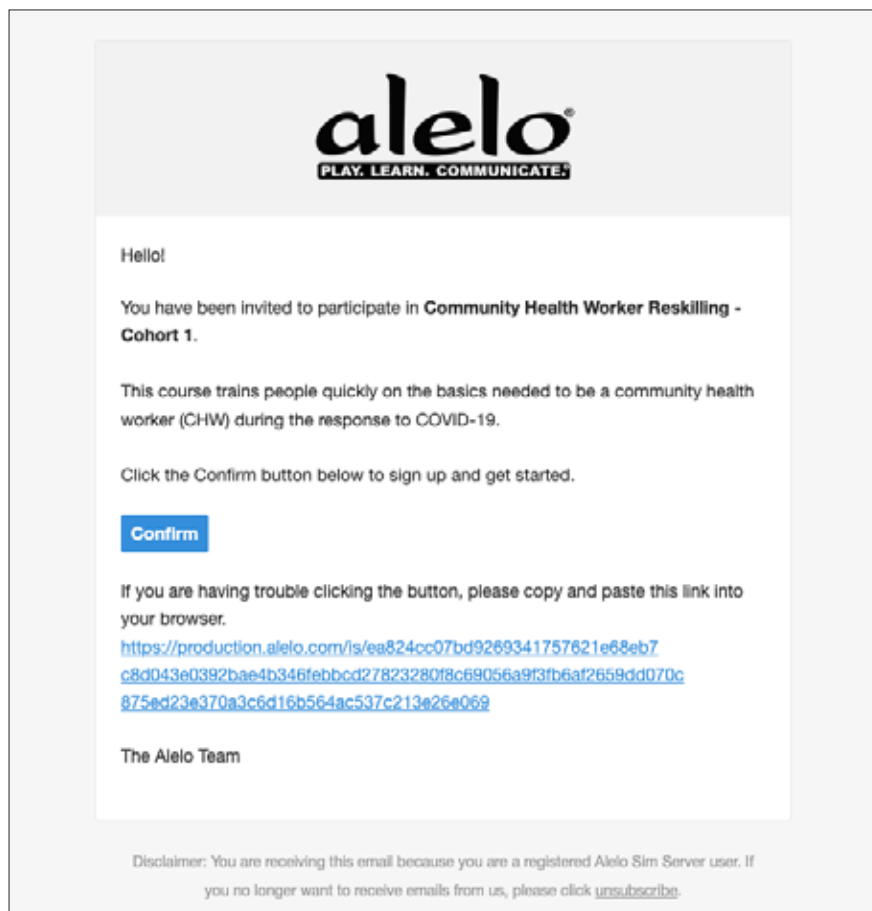 alelo®
PLAY. LEARN. COMMUNICATE.®
Hello!
You have been invited to participate in Community Health Worker Reskilling -
Cohort 1.
This course trains people quickly on the basics needed to be a community health
worker (CHW) during the response to COVID-19.
Click the Confirm button below to sign up and get started.
Confirm
If you are having trouble clicking the button, please copy and paste this link into
your browser.
https://production.alelo.com/is/ea824cc07bd9269341757621e68eb7
c8d043e0392bae4b346febbcd27823280f8c69056a9f3fb6af2659dd070c
875ed23e370a3c6d16b564ac537c213e26e069
The Alelo Team
Disclaimer: You are receiving this email because you are a registered Alelo Sim Server user. If
you no longer want to receive emails from us, please click unsubscribe.